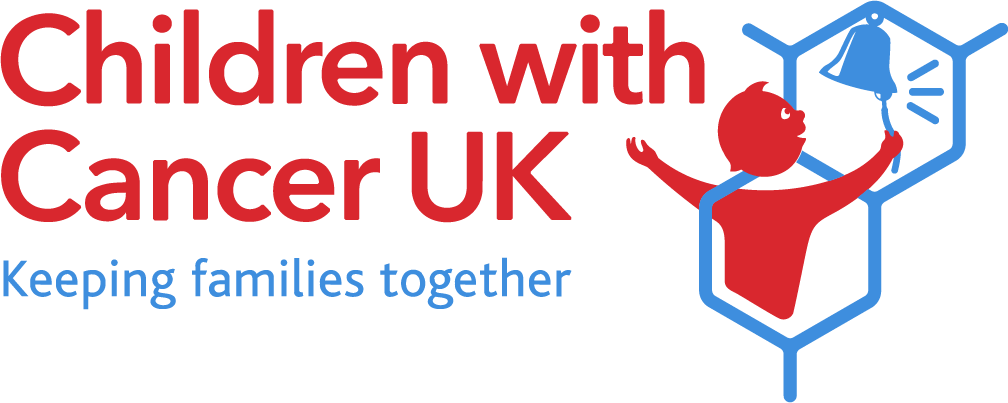 Children with
Cancer UK
Keeping families together